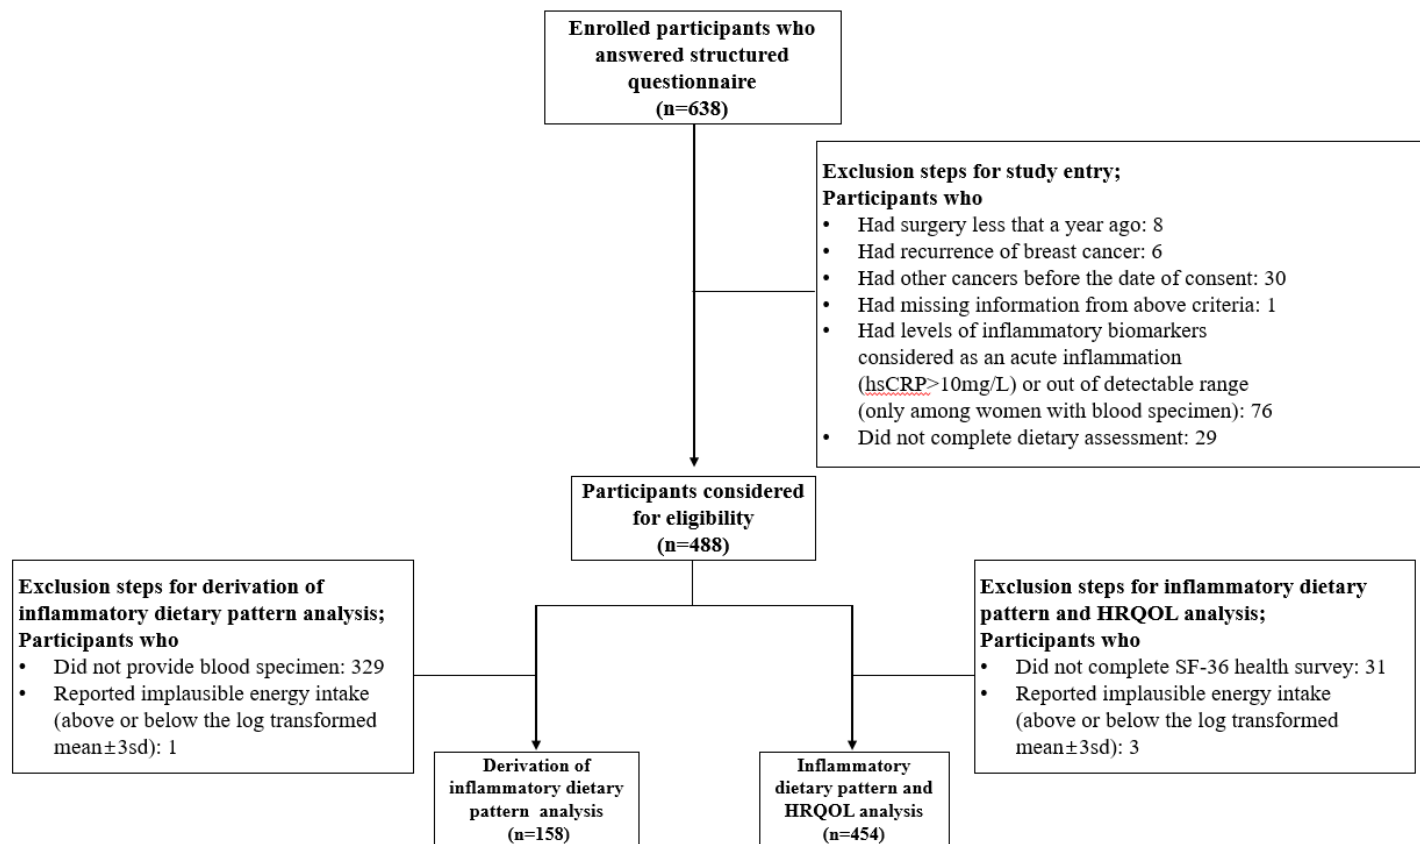 Enrolled participants who
answered structured
questionnaire
(n=638)
Exclusion steps for study entry;
Participants who
• Had surgery less that a year ago: 8
• Had recurrence of breast cancer: 6
• Had other cancers before the date of consent: 30
• Had missing information from above criteria: 1
• Had levels of inflammatory biomarkers
considered as an acute inflammation
(hsCRP>10mg/L) or out of detectable range
(only among women with blood specimen): 76
• Did not complete dietary assessment: 29
Participants considered
for eligibility
(n=488)
Exclusion steps for derivation of
inflammatory dietary pattern analysis;
Participants who
• Did not provide blood specimen: 329
• Reported implausible energy intake
(above or below the log transformed
mean±3sd): 1
Exclusion steps for inflammatory dietary
pattern and HRQOL analysis;
Participants who
• Did not complete SF-36 health survey: 31
• Reported implausible energy intake
(above or below the log transformed
mean±3sd): 3
Derivation of
inflammatory dietary
pattern analysis
(n=158)
Inflammatory
dietary pattern and
HRQOL analysis
(n=454)